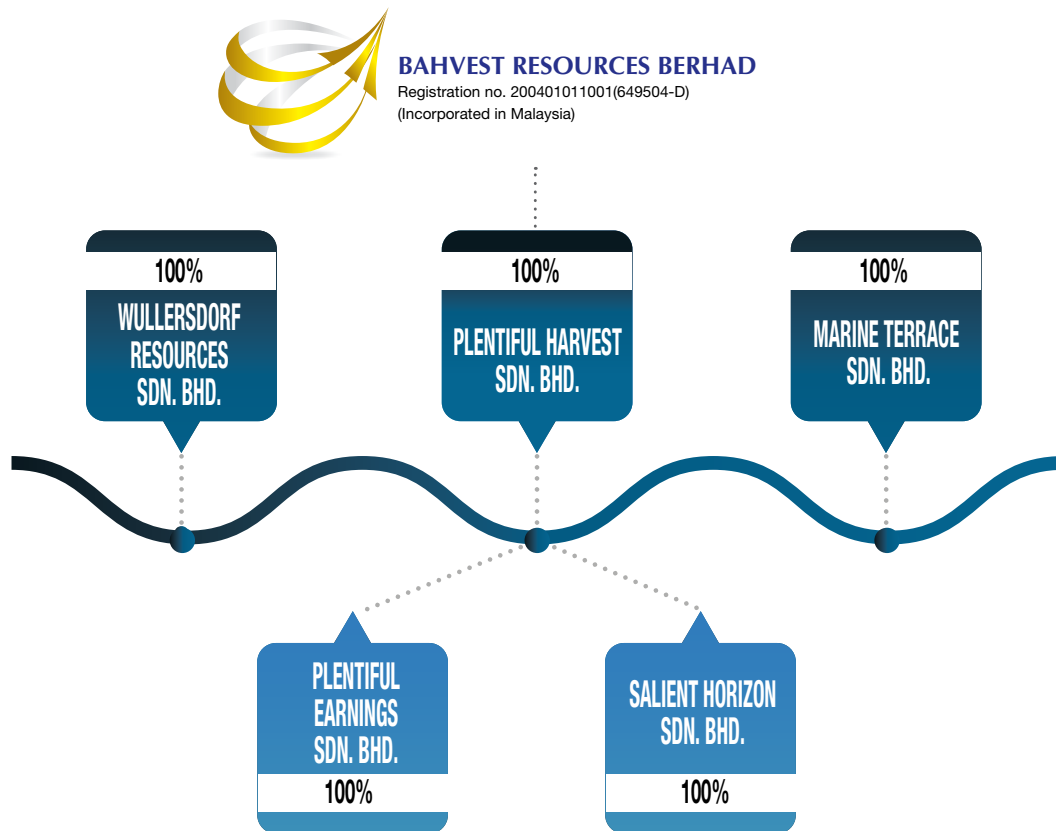 BAHVEST RESOURCES BERHAD
Registration no. 200401011001(649504-D)
(Incorporated in Malaysia)
100%
WULLERSDORF
RESOURCES
SDN. BHD.
100%
PLENTIFUL HARVEST
SDN. BHD.
100%
MARINE TERRACE
SDN. BHD.
PLENTIFUL
EARNINGS
SDN. BHD.
100%
SALIENT HORIZON
SDN. BHD.
100%